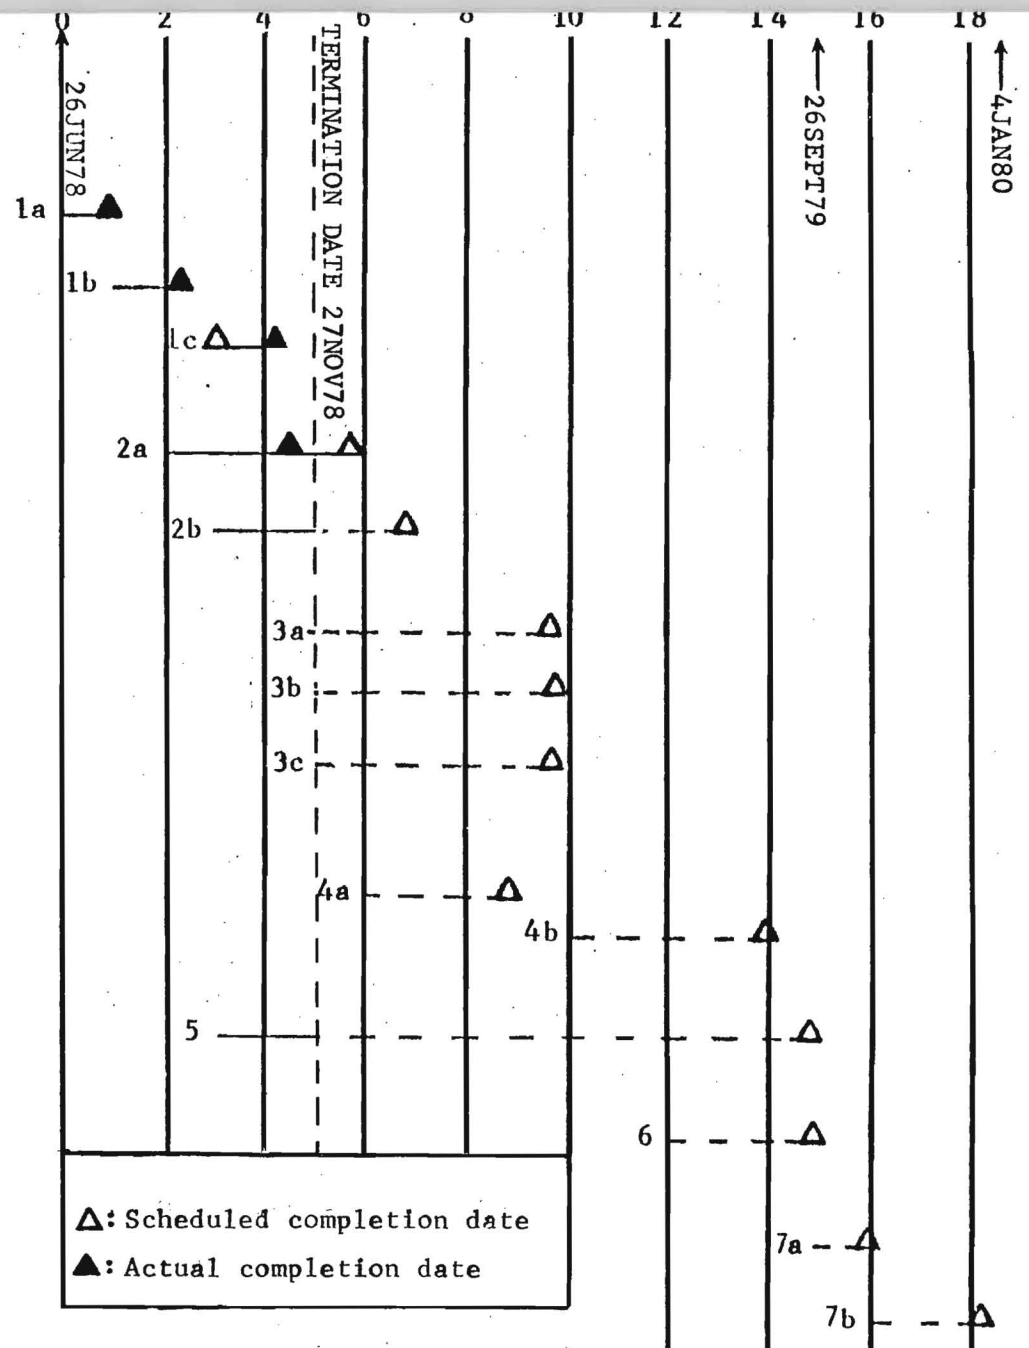 0 2 4 6 8 10 12 14 16 18
26JUN78
TERMINATION DATE 27NOV78
26SEPT79
4JAN80
1a
1b
1c
2a
2b
3a
3b
3c
4a
4b
5
6
7a
7b
△: Scheduled completion date
▲: Actual completion date